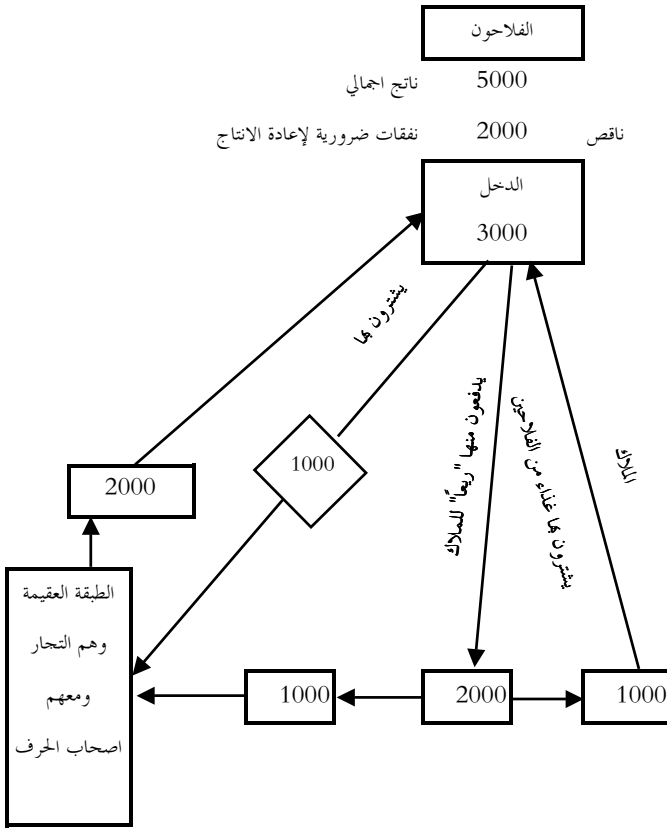 الفلاحون
5000 ناتج اجمالي
ناقص 2000 نفقات ضرورية لإعادة الانتاج
الدخل
3000
يشترون بها
يدفعون منها "ريعاً" للملاك
يشترون بها غذاء من الفلاحين
الملاك
1000
2000
الطبقة العقيمة
وهم التجار
ومعهم
اصحاب الحرف
1000
2000
1000